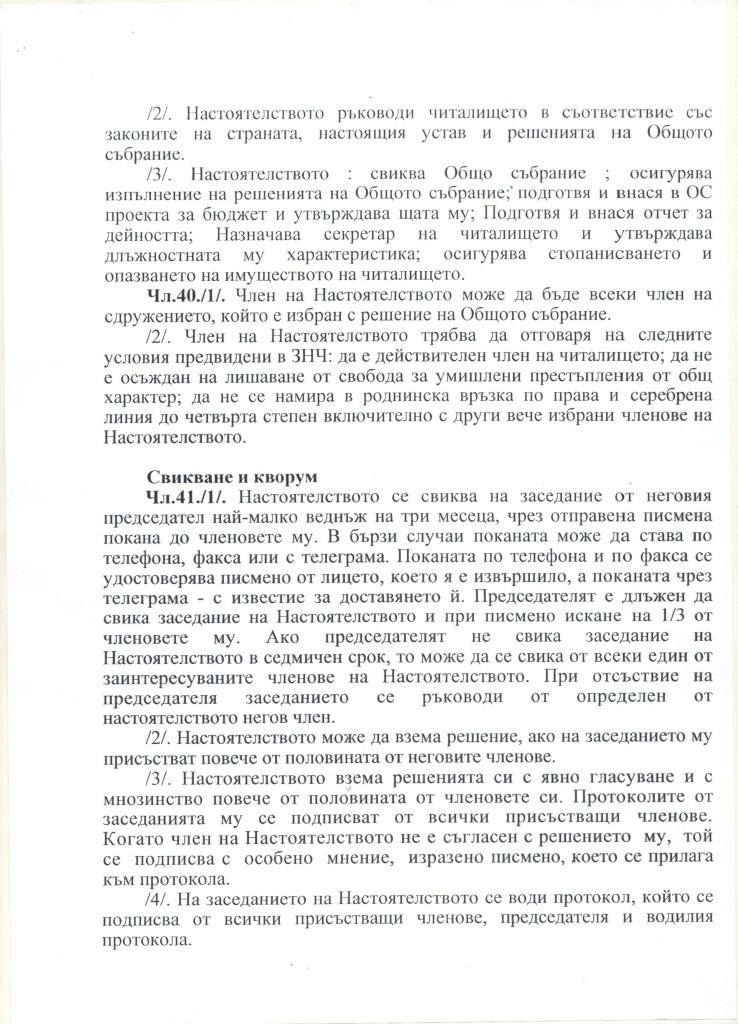 /2/. Настоятелството ръководи читалището в съответствие със
законите на страната, настоящия устав и решенията на Общото
събрание.
/3/. Настоятелството : свиква Общо събрание ; осигурява
изпълнение на решенията на Общото събрание; подготвя и внася в ОС
проекта за бюджет и утвърждава щата му; Подготвя и внася отчет за
дейността; Назначава секретар на читалището и утвърждава
длъжностната му характеристика; осигурява стопанисването и
опазването на имуществото на читалището.
Чл.40./1/. Член на Настоятелството може да бъде всеки член на
сдружението, който е избран с решение на Общото събрание.
/2/. Член на Настоятелството трябва да отговаря на следните
условия предвидени в ЗНЧ: да е действителен член на читалището; да не
е осъждан на лишаване от свобода за умишлени престъпления от общ
характер; да не се намира в роднинска връзка по права и серебрена
линия до четвърта степен включително с други вече избрани членове на
Настоятелството.
Свикване и кворум
Чл.41./1/. Настоятелството се свиква на заседание от неговия
председател най-малко веднъж на три месеца, чрез отправена писмена
покана до членовете му. В бързи случаи поканата може да става по
телефона, факса или с телеграма. Поканата по телефона и по факса се
удостоверява писмено от лицето, което я е извършило, а поканата чрез
телеграма - с известие за доставянето й. Председателят е длъжен да
свика заседание на Настоятелството и при писмено искане на 1/3 от
членовете му. Ако председателят не свика заседание на
Настоятелството в седмичен срок, то може да се свика от всеки един от
заинтересуваните членове на Настоятелството. При отсъствие на
председателя заседанието се ръководи от определен от
настоятелството негов член.
/2/. Настоятелството може да взема решение, ако на заседанието му
присъстват повече от половината от неговите членове.
/3/. Настоятелството взема решенията си с явно гласуване и с
мнозинство повече от половината от членовете си. Протоколите от
заседанията му се подписват от всички присъстващи членове.
Когато член на Настоятелството не е съгласен с решението му, той
се подписва с особено мнение, изразено писмено, което се прилага
към протокола.
/4/. На заседанието на Настоятелството се води протокол, който се
подписва от всички присъстващи членове, председателя и водилия
протокола.